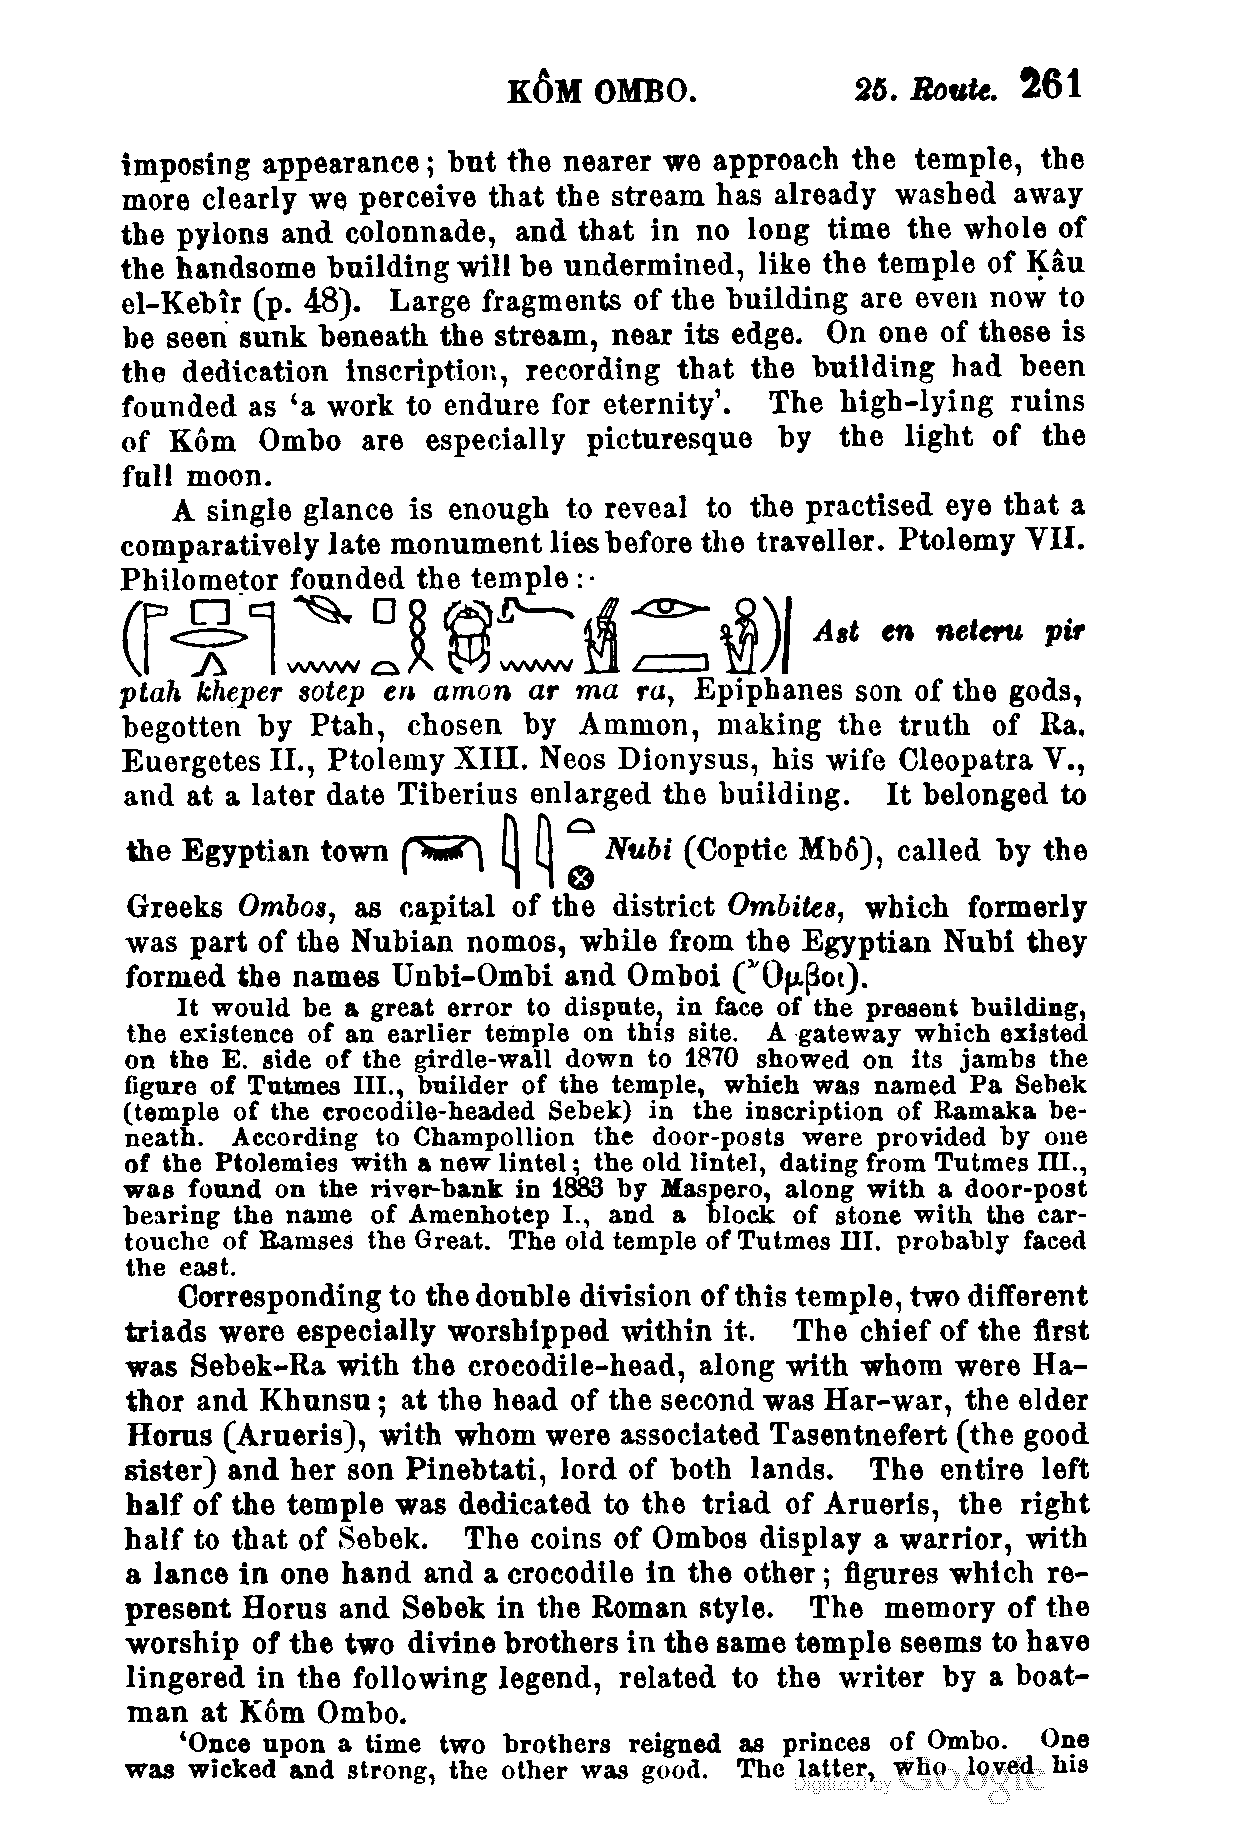 KÔM OMBO. 25. Route. 261
imposing appearance; but the nearer we approach the temple, the
more clearly we perceive that the stream has already washed away
the pylons and colonnade, and that in no long time the whole of
the handsome building will be undermined, like the temple of Ḳâu
el-Kebîr (p. 48). Large fragments of the building are even now to
be seen sunk beneath the stream, near its edge. On one of these is
the dedication inscription, recording that the building had been
founded as ‘a work to endure for eternity’. The high-lying ruins
of Kôm Ombo are especially picturesque by the light of the
full moon.
A single glance is enough to reveal to the practised eye that a
comparatively late monument lies before the traveller. Ptolemy VII.
Philometor founded the temple:
Ast en neteru pir
ptah kheper sotep en amon ar ma ra, Epiphanes son of the gods,
begotten by Ptah, chosen by Ammon, making the truth of Ra.
Euergetes II., Ptolemy XIII. Neos Dionysus, his wife Cleopatra V.,
and at a later date Tiberius enlarged the building. It belonged to
the Egyptian town Nubi (Coptic Mbô), called by the
Greeks Ombos, as capital of the district Ombites, which formerly
was part of the Nubian nomos, while from the Egyptian Nubi they
formed the names Unbi-Ombi and Omboi (Ὄμβοι).
It would be a great error to dispute, in face of the present building,
the existence of an earlier temple on this site. A gateway which existed
on the E. side of the girdle-wall down to 1870 showed on its jambs the
figure of Tutmes III., builder of the temple, which was named Pa Sebek
(temple of the crocodile-headed Sebek) in the inscription of Ramaka be-
neath. According to Champollion the door-posts were provided by one
of the Ptolemies with a new lintel; the old lintel, dating from Tutmes III.,
was found on the river-bank in 1883 by Maspero, along with a door-post
bearing the name of Amenhotep I., and a block of stone with the car-
touche of Ramses the Great. The old temple of Tutmes III. probably faced
the east.
Corresponding to the double division of this temple, two different
triads were especially worshipped within it. The chief of the first
was Sebek-Ra with the crocodile-head, along with whom were Ha-
thor and Khunsu; at the head of the second was Har-war, the elder
Horus (Arueris), with whom were associated Tasentnefert (the good
sister) and her son Pinebtati, lord of both lands. The entire left
half of the temple was dedicated to the triad of Arueris, the right
half to that of Sebek. The coins of Ombos display a warrior, with
a lance in one hand and a crocodile in the other; figures which re-
present Horus and Sebek in the Roman style. The memory of the
worship of the two divine brothers in the same temple seems to have
lingered in the following legend, related to the writer by a boat-
man at Kôm Ombo.
‘Once upon a time two brothers reigned as princes of Ombo. One
was wicked and strong, the other was good. The latter, who loved his
Digitized by Google